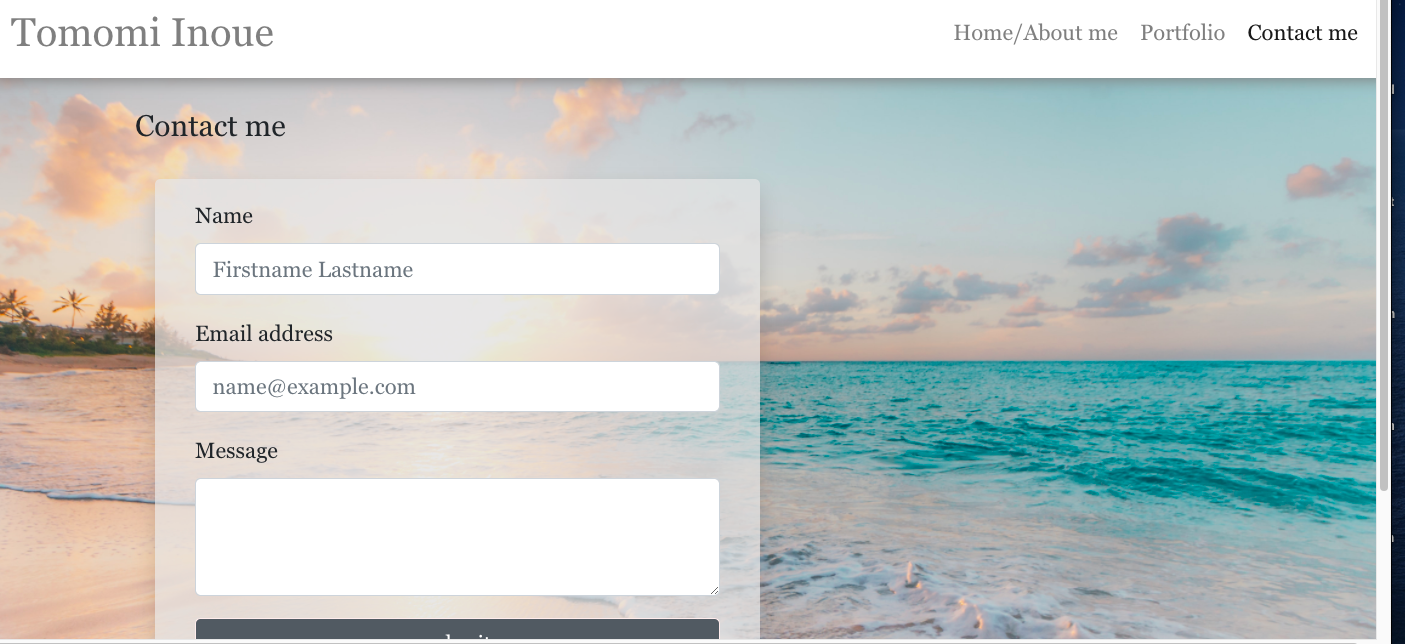 Tomomi Inoue
Home/About me Portfolio Contact me
Contact me
Name
Firstname Lastname
Email address
name@example.com
Message